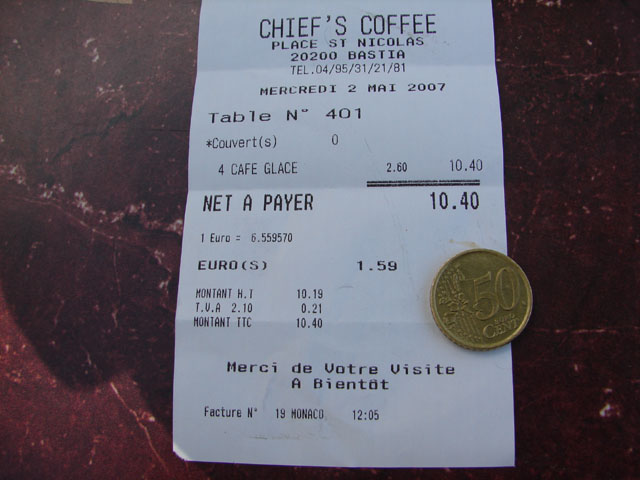 CHIEF'S COFFEE
PLACE ST NICOLAS
20200 BASTIA
TEL.04/95/31/21/81
MERCREDI 2 MAI 2007
Table N° 401
*Couvert(s) 0
4 CAFE GLACE 2.60 10.40
NET A PAYER 10.40
1 Euro = 6.559570
EURO(S) 1.59
MONTANT H.T 10.19
T.V.A 2.10 0.21
MONTANT TTC 10.40
Merci de Votre Visite
A Bientôt
Facture N° 19 MONACO 12:05
50
CENT